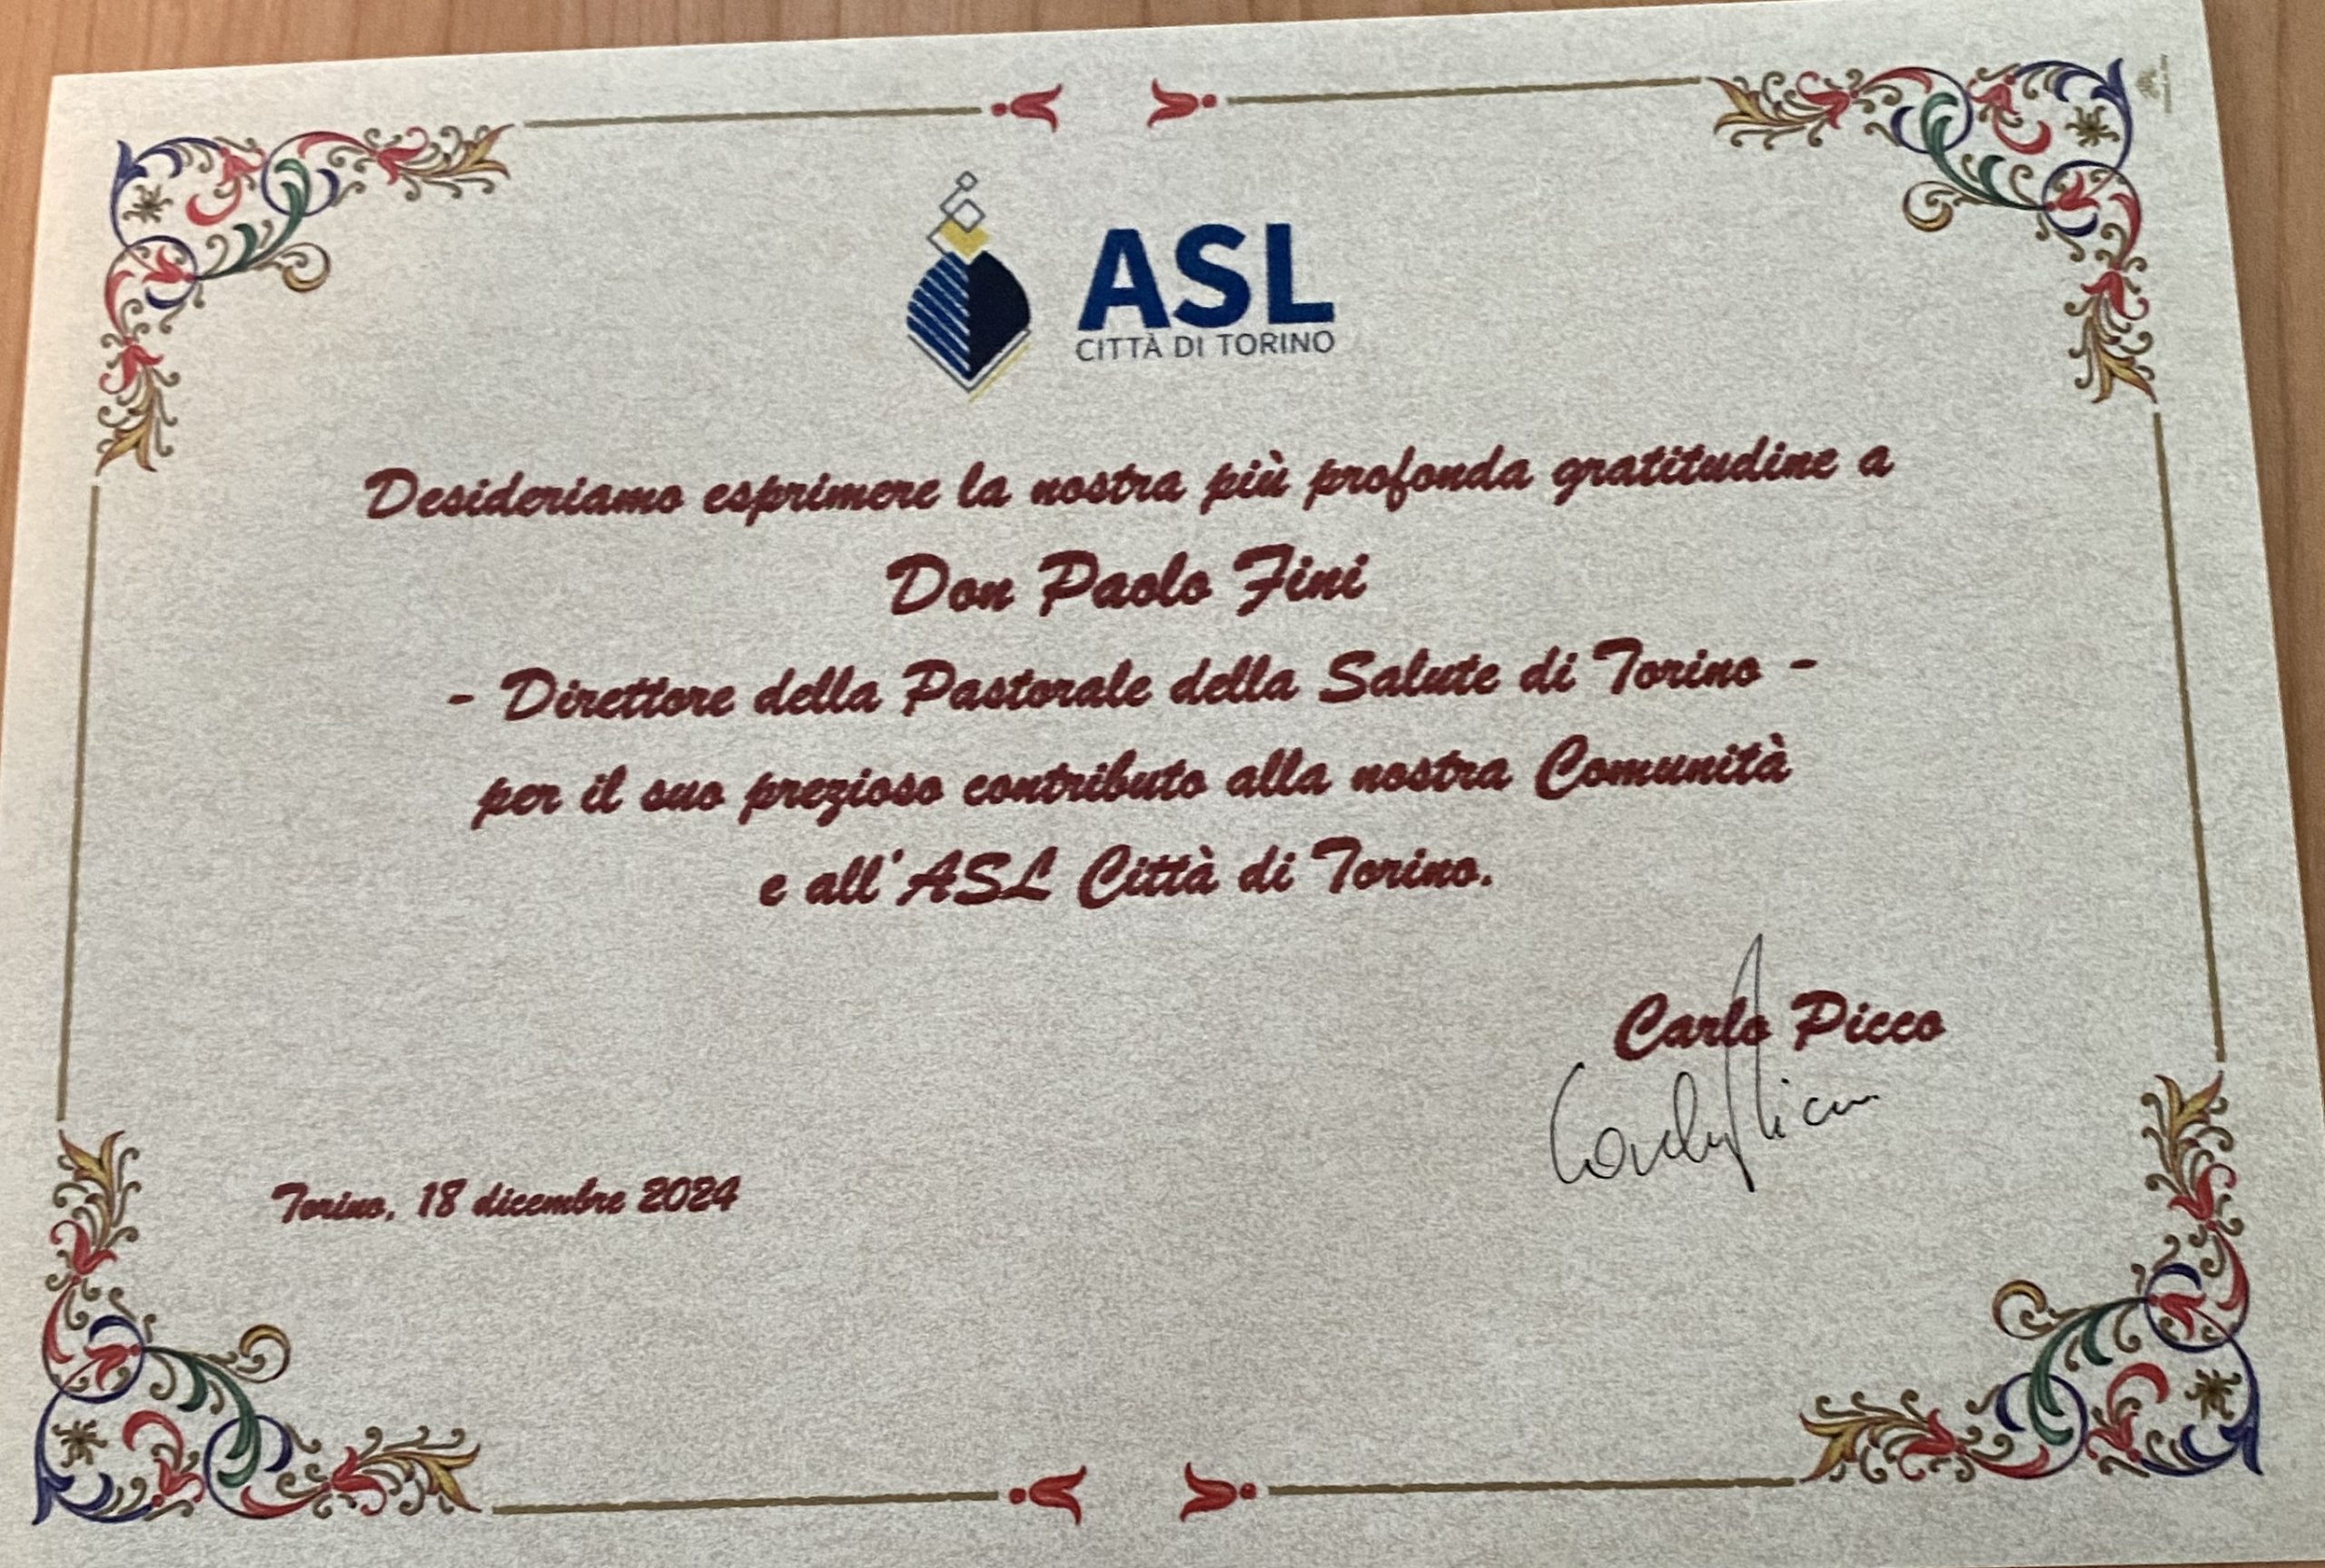 ASL
CITTÀ DI TORINO
Desideriamo esprimere la nostra più profonda gratitudine a
Don Paolo Fini
- Direttore della Pastorale della Salute di Torino -
per il suo prezioso contributo alla nostra Comunità
e all'ASL Città di Torino.
Carlo Picco
Carlo Picco
Torino, 18 dicembre 2024